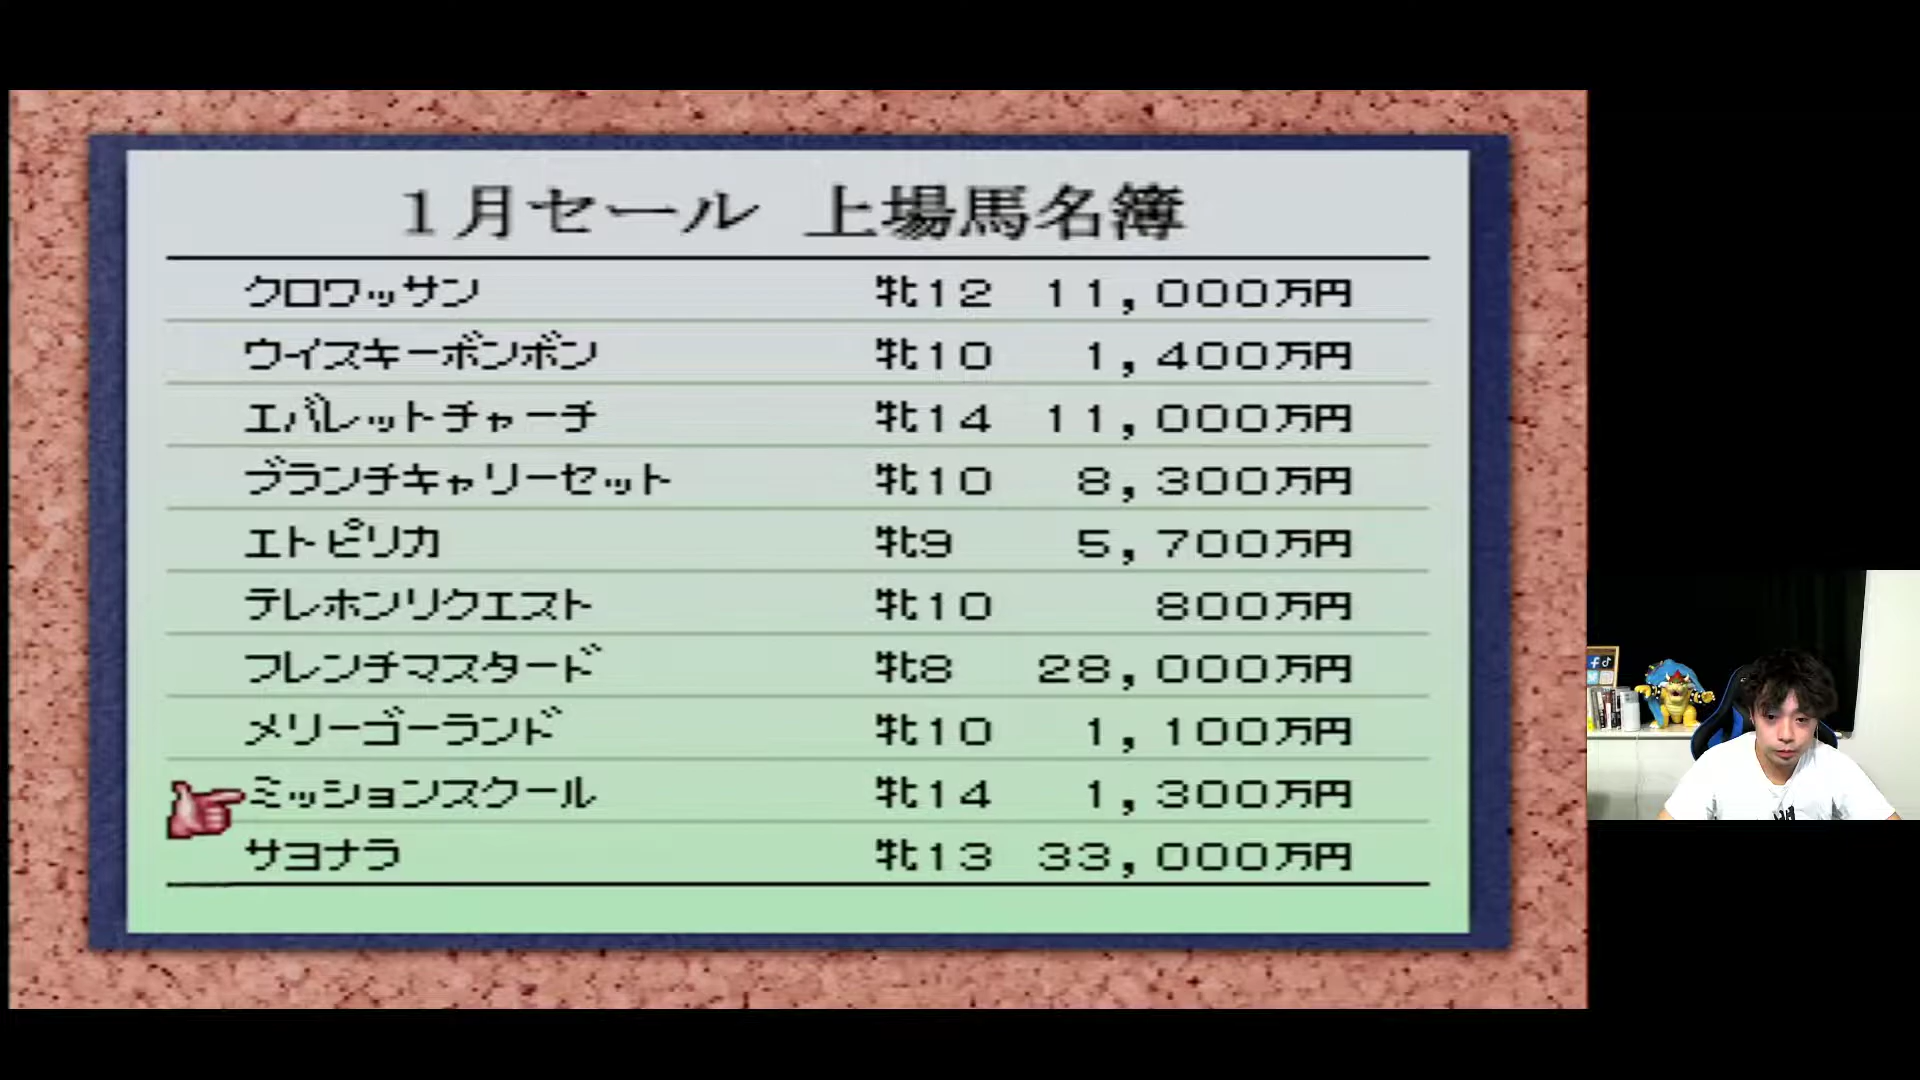 1月セール 上場馬名簿
クロワッサン 牝12 11,000万円
ウイスキーボンボン 牝10 1,400万円
エバレットチャーチ 牝14 11,000万円
ブランチキャリーセット 牝10 8,300万円
エトピリカ 牝9 5,700万円
テレホンリクエスト 牝10 800万円
フレンチマスタード 牝8 28,000万円
メリーゴーランド 牝10 1,100万円
ミッションスクール 牝14 1,300万円
サヨナラ 牝13 33,000万円